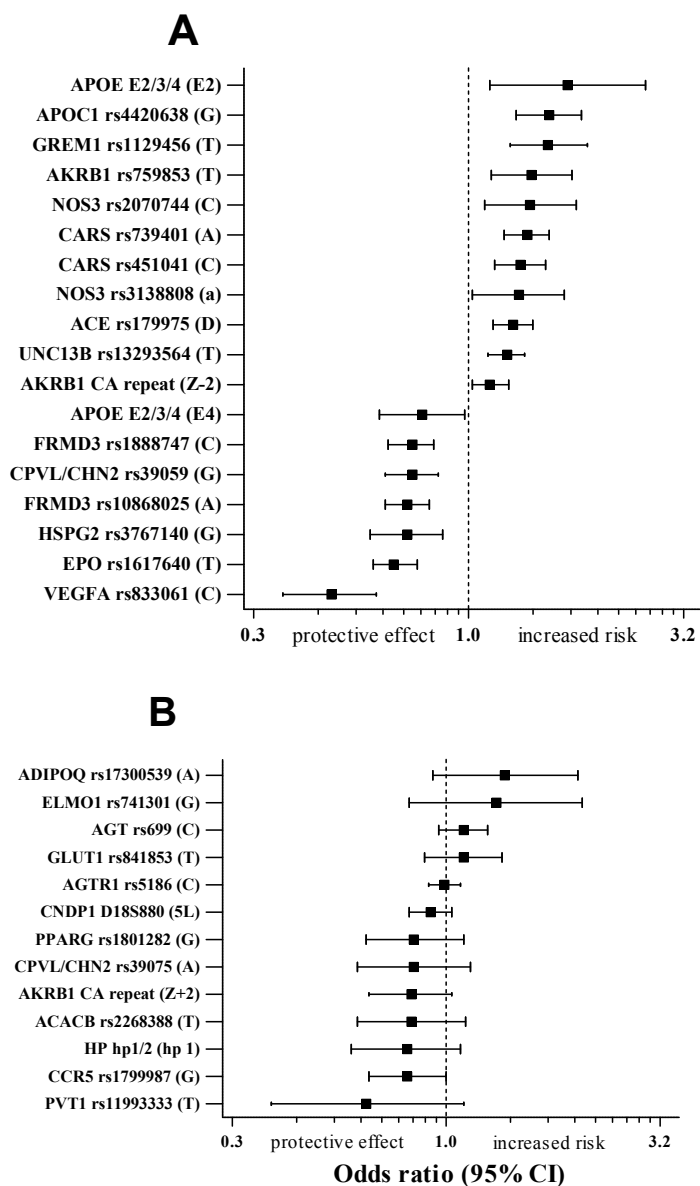 A
APOE E2/3/4 (E2)
APOC1 rs4420638 (G)
GREM1 rs1129456 (T)
AKRB1 rs759853 (T)
NOS3 rs2070744 (C)
CARS rs739401 (A)
CARS rs451041 (C)
NOS3 rs3138808 (a)
ACE rs179975 (D)
UNC13B rs13293564 (T)
AKRB1 CA repeat (Z-2)
APOE E2/3/4 (E4)
FRMD3 rs1888747 (C)
CPVL/CHN2 rs39059 (G)
FRMD3 rs10868025 (A)
HSPG2 rs3767140 (G)
EPO rs1617640 (T)
VEGFA rs833061 (C)
0.3 protective effect 1.0 increased risk 3.2
B
ADIPOQ rs17300539 (A)
ELMO1 rs741301 (G)
AGT rs699 (C)
GLUT1 rs841853 (T)
AGTR1 rs5186 (C)
CNDP1 D18S880 (5L)
PPARG rs1801282 (G)
CPVL/CHN2 rs39075 (A)
AKRB1 CA repeat (Z+2)
ACACB rs2268388 (T)
HP hp1/2 (hp 1)
CCR5 rs1799987 (G)
PVT1 rs11993333 (T)
0.3 protective effect 1.0 increased risk 3.2
Odds ratio (95% CI)